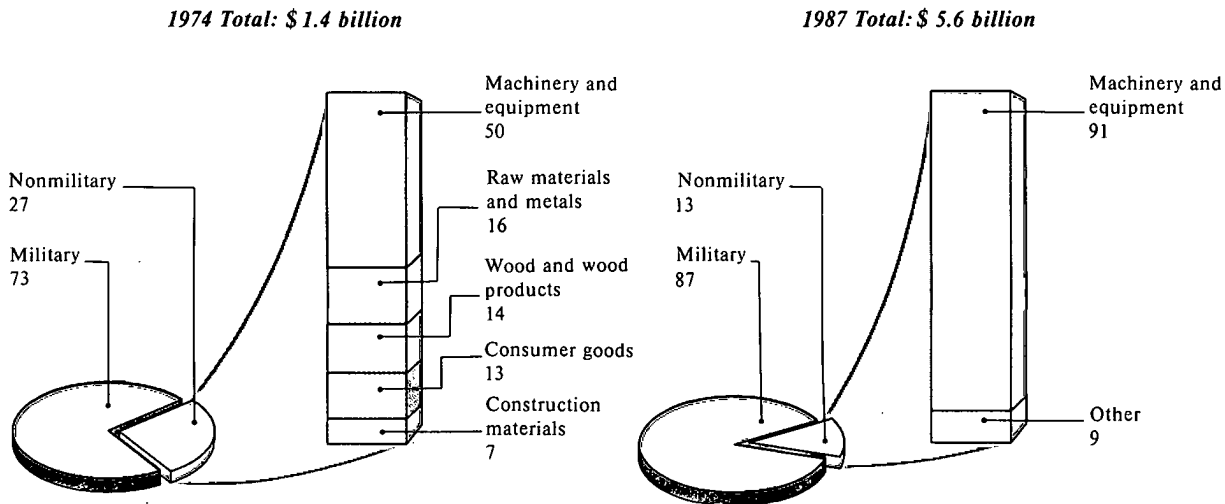 1974 Total: $ 1.4 billion
Machinery and
equipment
50
Nonmilitary
27
Raw materials
and metals
16
Military
73
Wood and wood
products
14
Consumer goods
13
Construction
materials
7
1987 Total: $ 5.6 billion
Machinery and
equipment
91
Nonmilitary
13
Military
87
Other
9